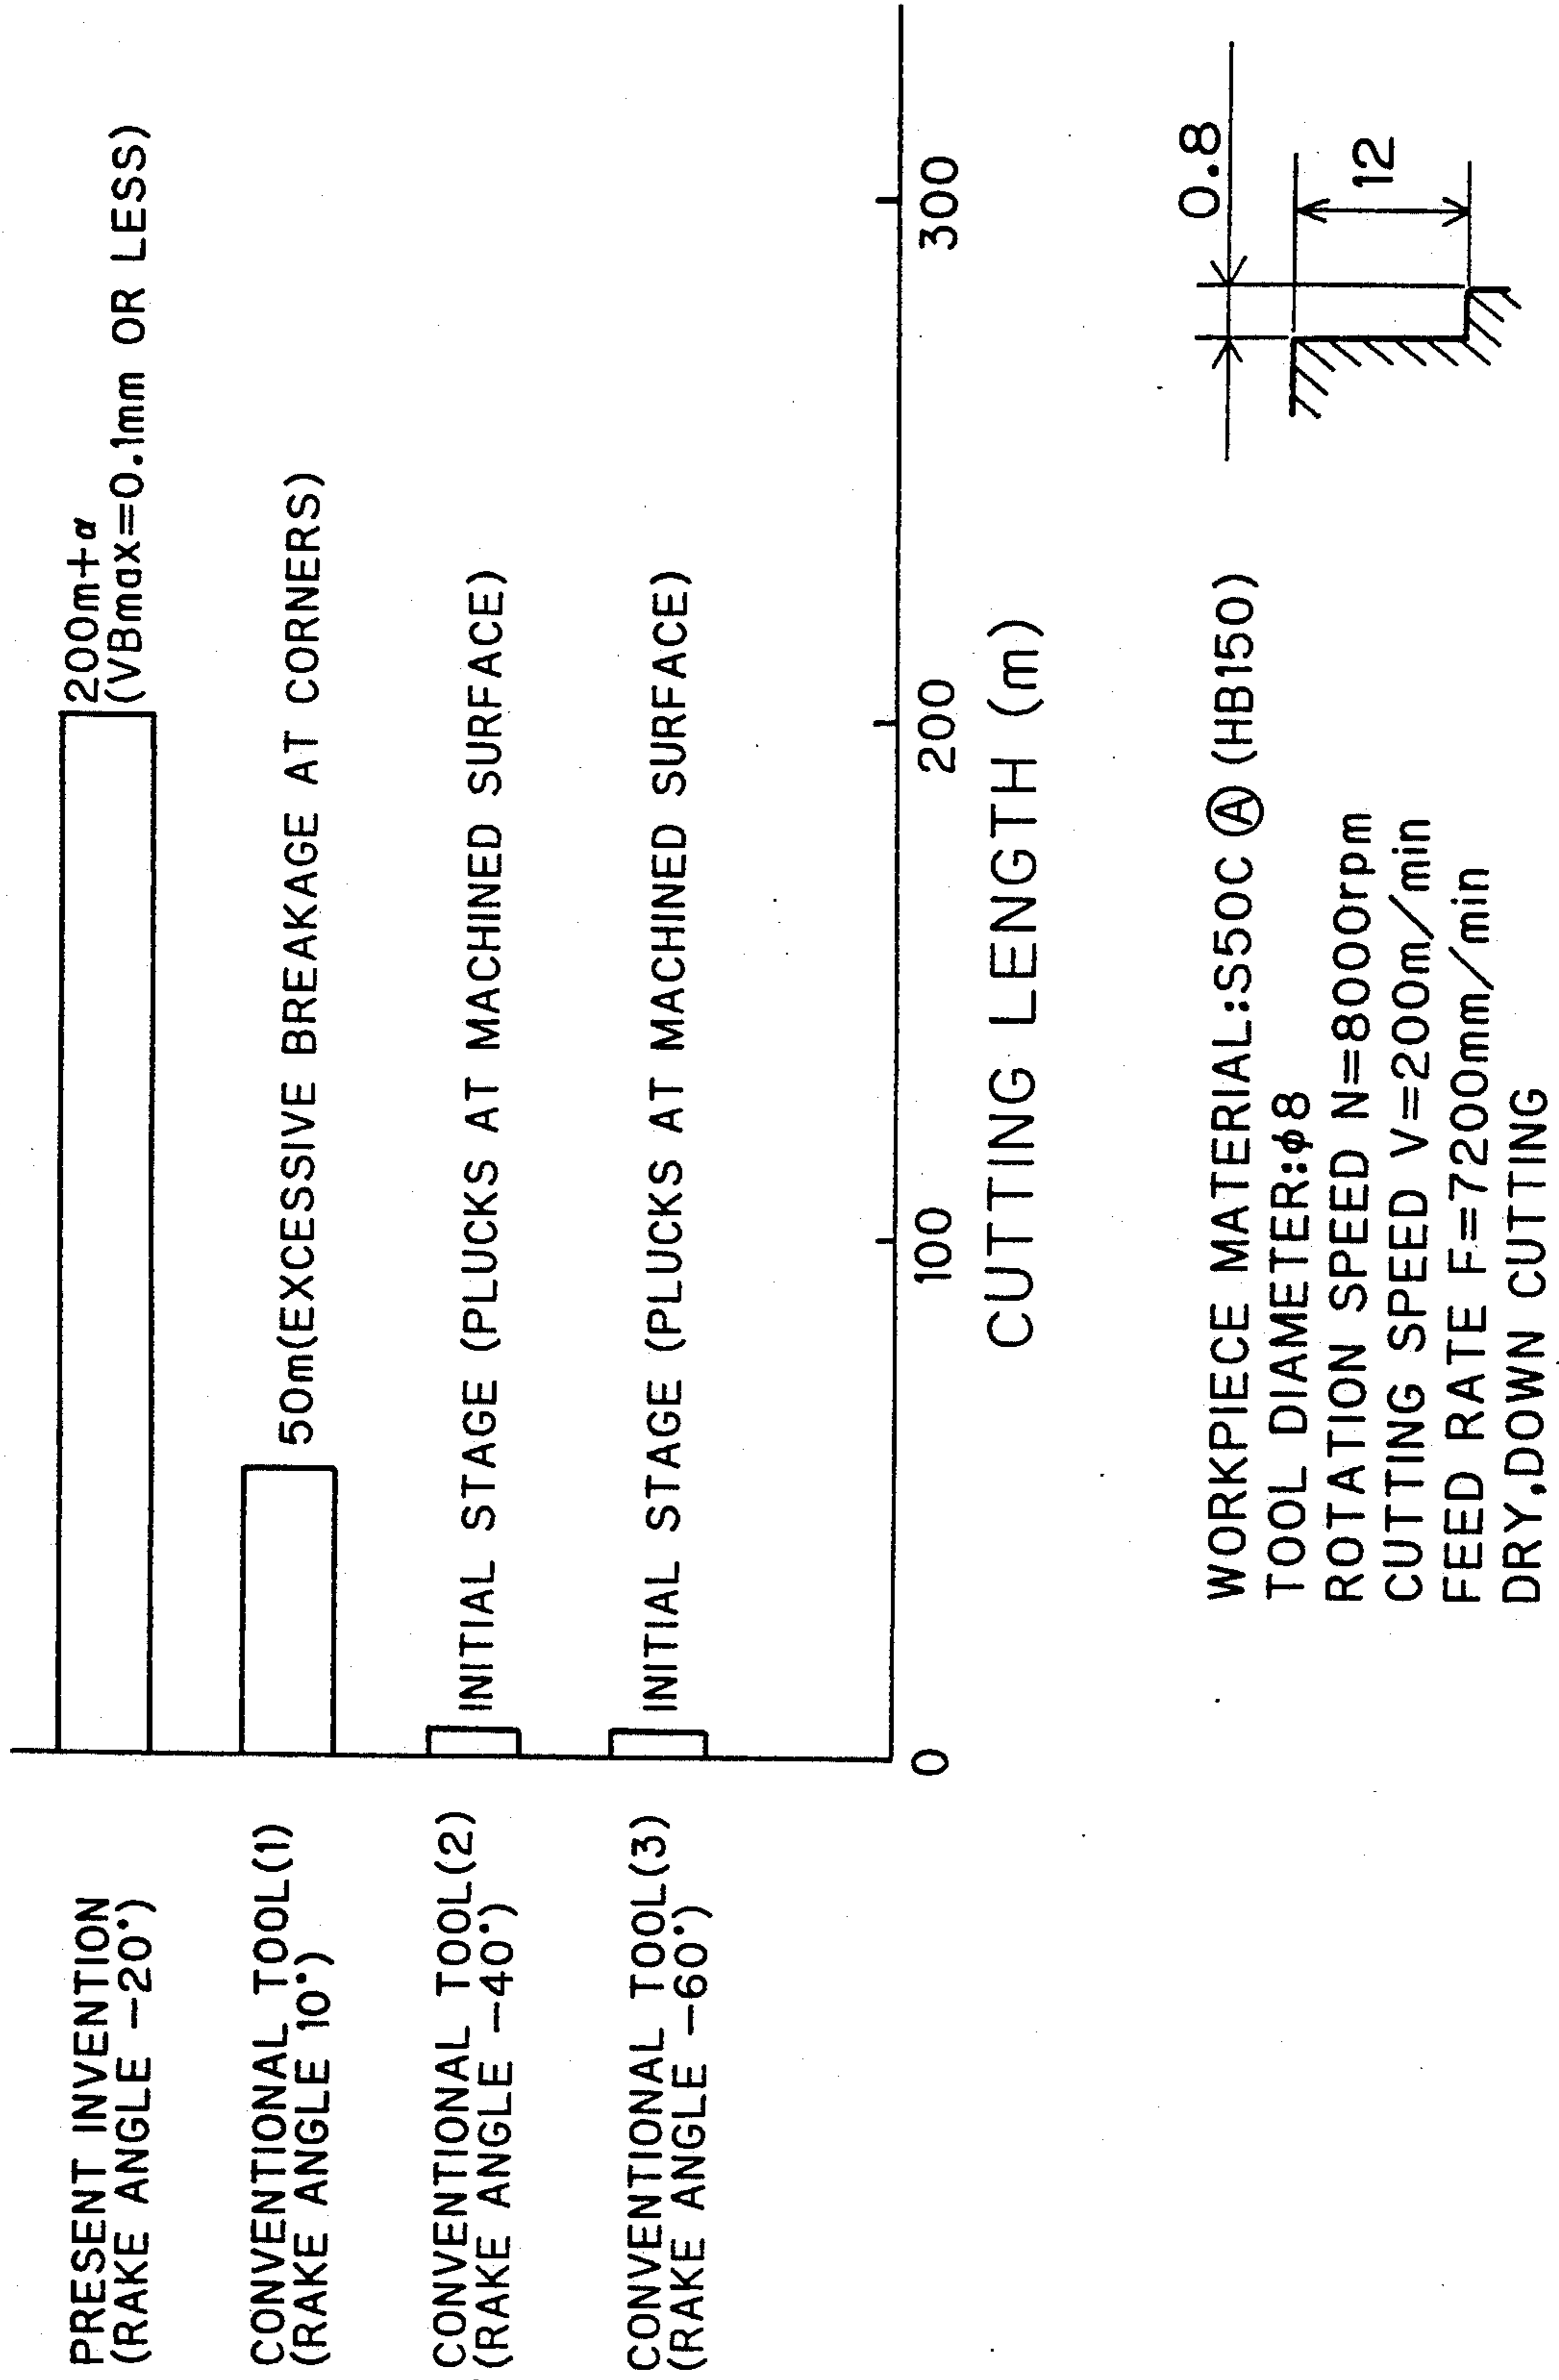 PRESENT INVENTION
(RAKE ANGLE −20°)
200m+α
(VBmax=0.1mm OR LESS)
CONVENTIONAL TOOL(1)
(RAKE ANGLE 10°)
50m(EXCESSIVE BREAKAGE AT CORNERS)
CONVENTIONAL TOOL(2)
(RAKE ANGLE −40°)
INITIAL STAGE (PLUCKS AT MACHINED SURFACE)
CONVENTIONAL TOOL(3)
(RAKE ANGLE −60°)
INITIAL STAGE (PLUCKS AT MACHINED SURFACE)
0 100 200 300
CUTTING LENGTH (m)
WORKPIECE MATERIAL:S50C Ⓐ (HB150)
TOOL DIAMETER:φ8
ROTATION SPEED N=8000rpm
CUTTING SPEED V=200m/min
FEED RATE F=7200mm/min
DRY,DOWN CUTTING
0.8
12